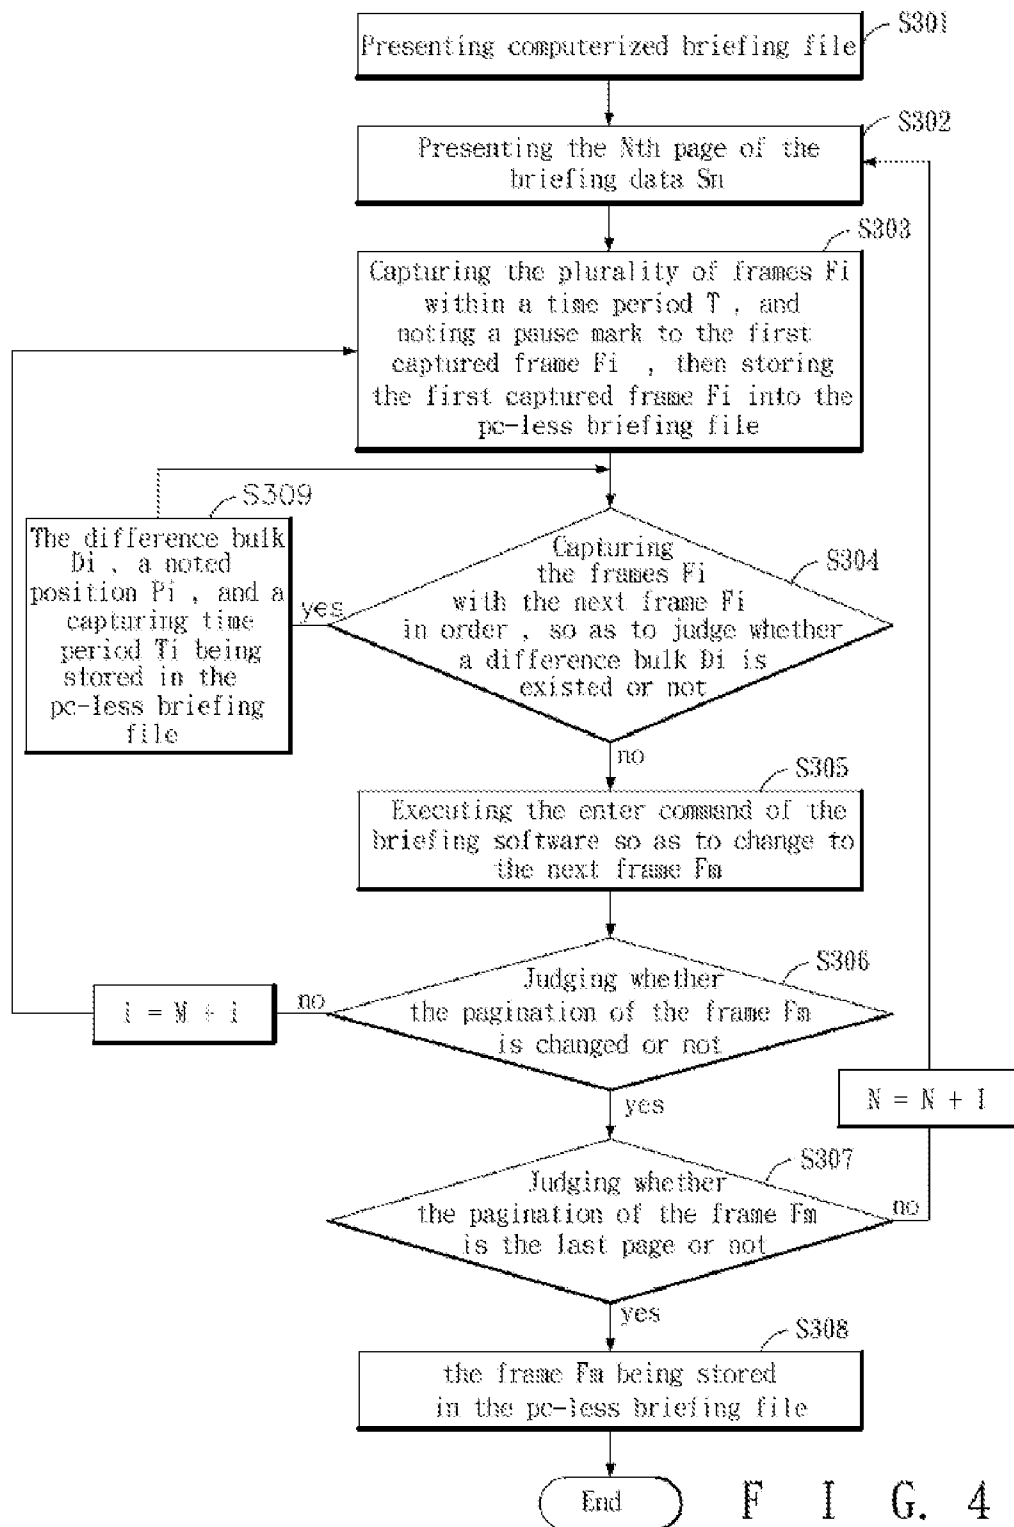 S301
Presenting computerized briefing file
S302
Presenting the Nth page of the
briefing data Sn
S303
Capturing the plurality of frames Fi
within a time period T , and
noting a pause mark to the first
captured frame Fi , then storing
the first captured frame Fi into the
pc-less briefing file
S309
The difference bulk
Di , a noted
position Pi , and a
capturing time
period Ti being
stored in the
pc-less briefing
file
yes
S304
Capturing
the frames Fi
with the next frame Fi
in order , so as to judge whether
a difference bulk Di is
existed or not
no
S305
Executing the enter command of the
briefing software so as to change to
the next frame Fm
S306
Judging whether
the pagination of the frame Fm
is changed or not
no
i = M + i
yes
N = N + 1
S307
Judging whether
the pagination of the frame Fm
is the last page or not
no
yes
S308
the frame Fm being stored
in the pc-less briefing file
End
F I G. 4